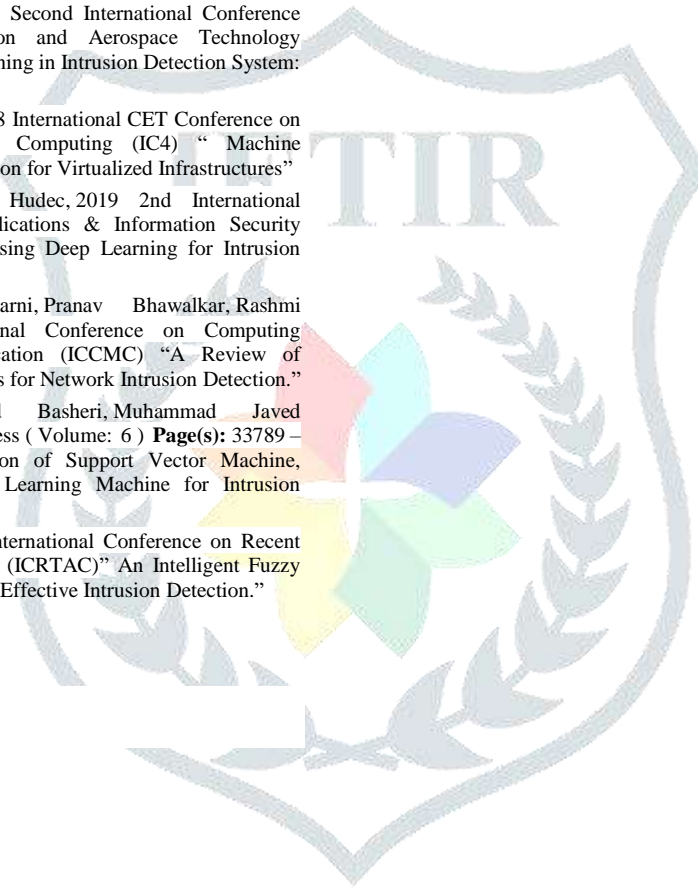 Second International Conference
on and Aerospace Technology
ning in Intrusion Detection System:
8 International CET Conference on
Computing (IC4) “ Machine
on for Virtualized Infrastructures”
Hudec, 2019 2nd International
lications & Information Security
sing Deep Learning for Intrusion
arni, Pranav Bhawalkar, Rashmi
nal Conference on Computing
cation (ICCMC) “A Review of
s for Network Intrusion Detection.”
d Basheri, Muhammad Javed
ess ( Volume: 6 ) Page(s): 33789 –
on of Support Vector Machine,
Learning Machine for Intrusion
nternational Conference on Recent
(ICRTAC)” An Intelligent Fuzzy
Effective Intrusion Detection.”
JETIR